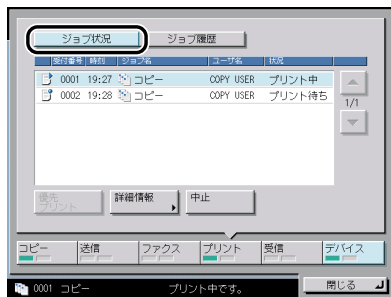 ジョブ状況 ジョブ履歴
受付番号 時刻 ジョブ名 ユーザ名 状況
0001 19:27 コピー COPY USER プリント中
0002 19:28 コピー COPY USER プリント待ち
1/1
優先
プリント 詳細情報 中止
コピー 送信 ファクス プリント 受信 デバイス
0001 コピー プリント中です。 閉じる